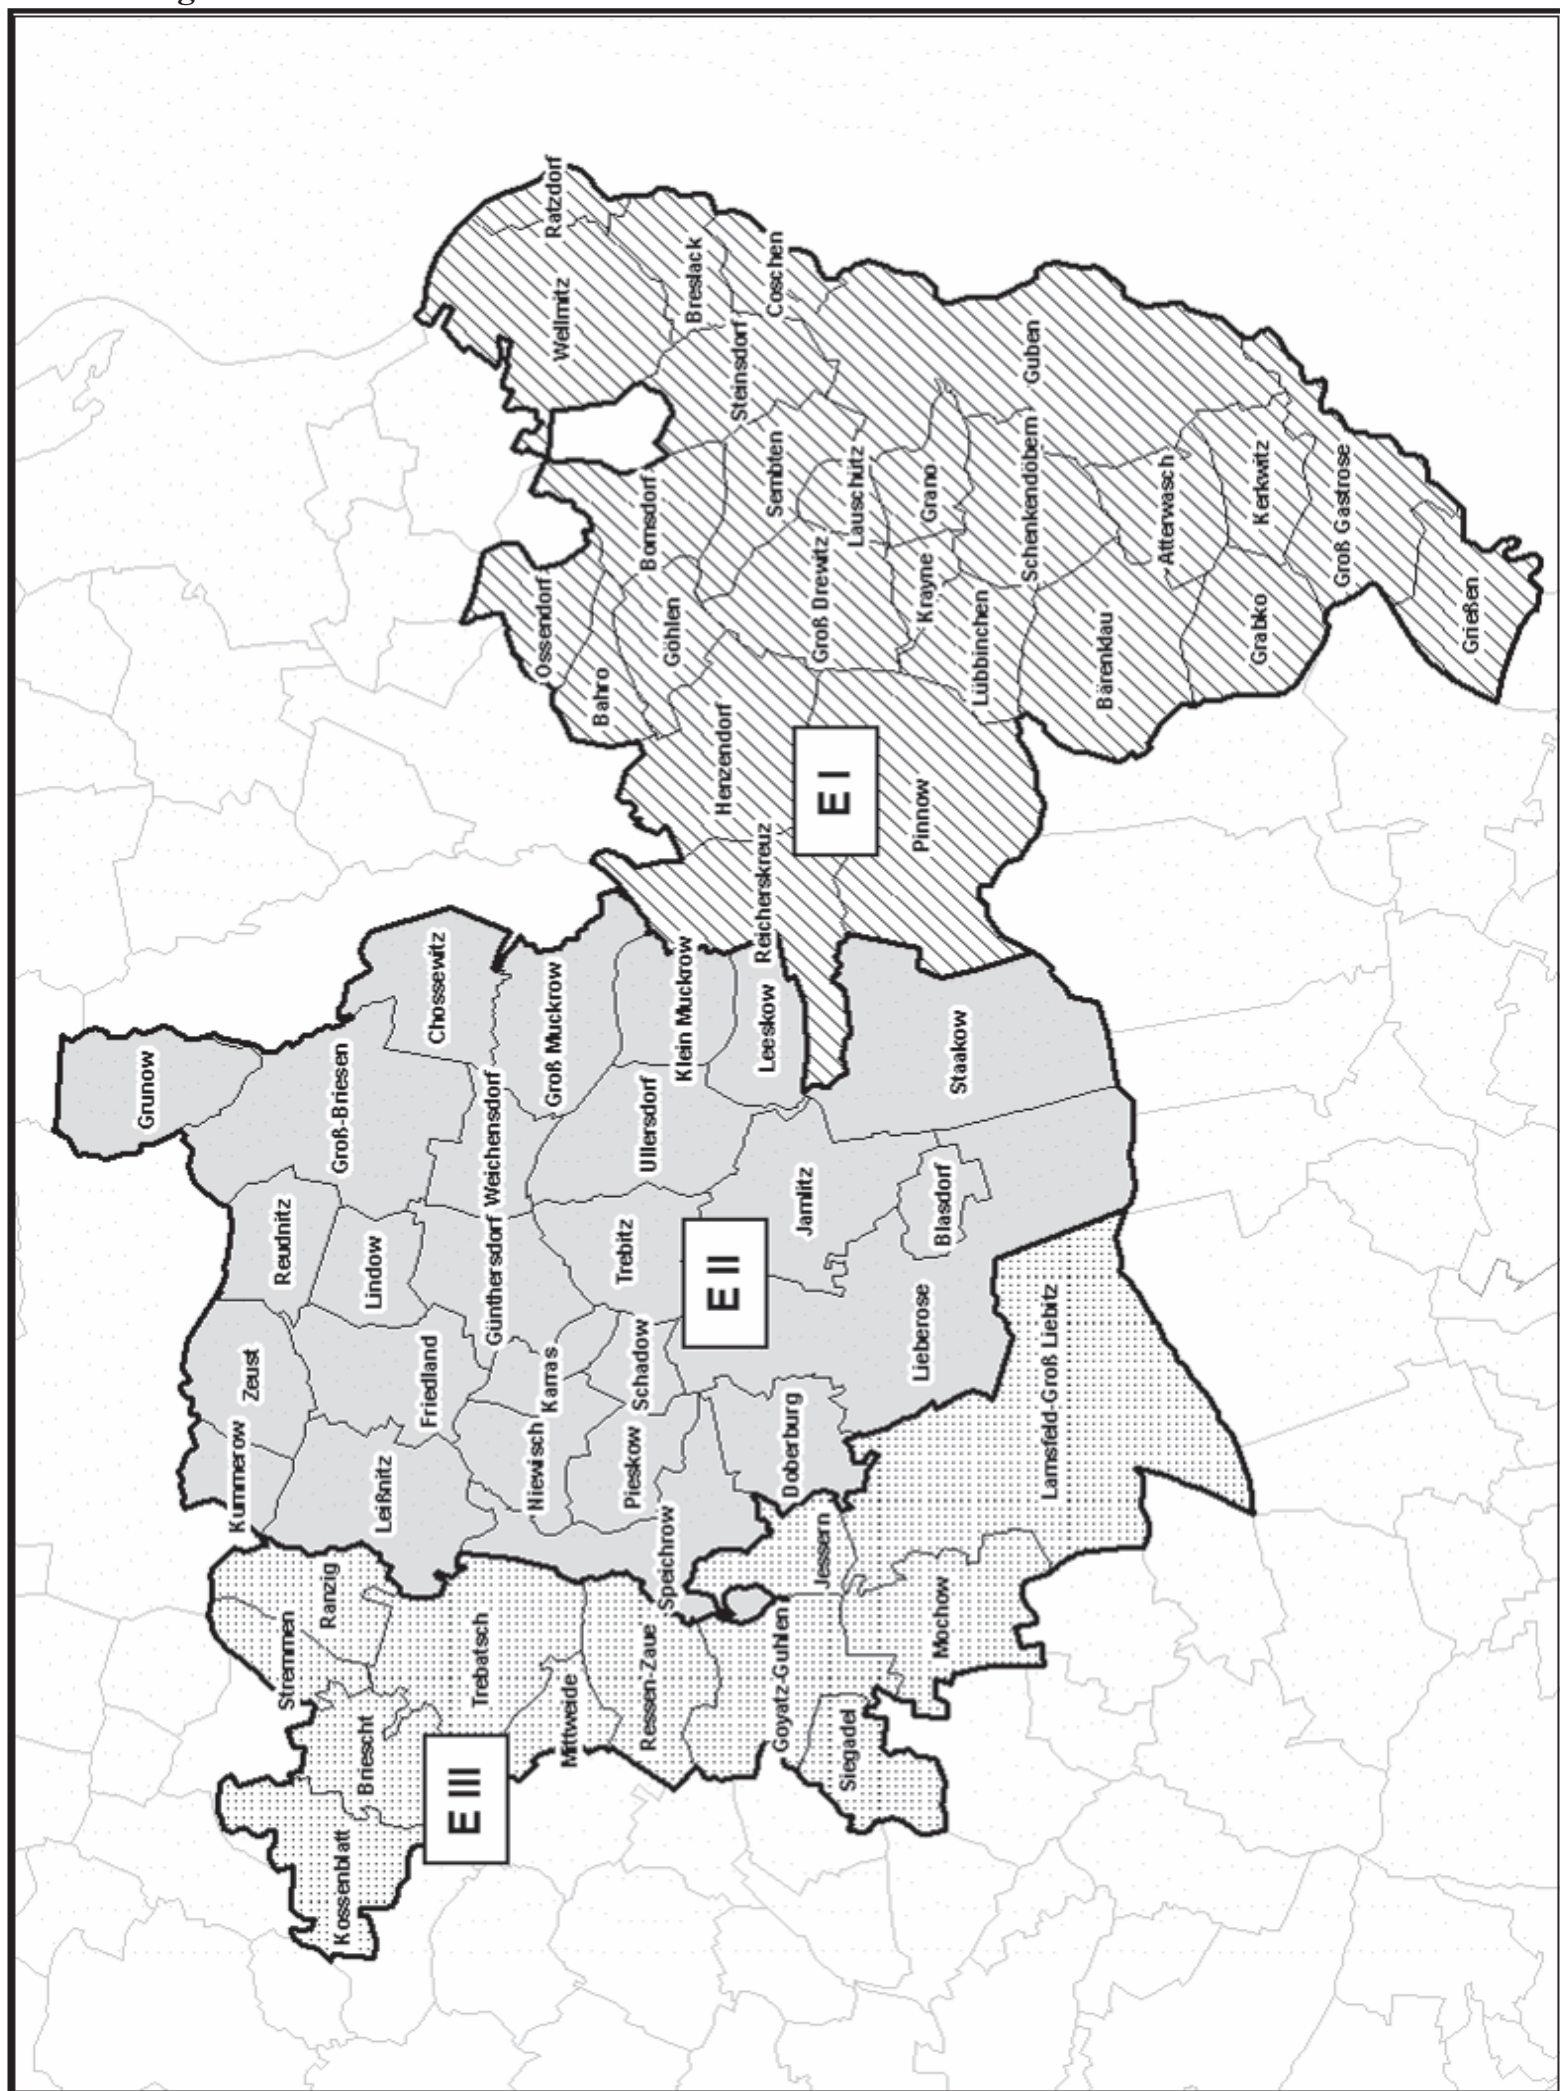 Grunow
Chossewitz
Groß-Briesen
Reudnitz
Lindow
Weichensdorf
Groß Muckrow
Klein Muckrow
Leeskow
Ullersdorf
Günthersdorf
Trebitz
Zeust
Kummerow
Friedland
Leißnitz
Karras
Niewisch
Schadow
Pieskow
Speichrow
E II
Jamlitz
Staakow
Blasdorf
Lieberose
Doberburg
Ratzdorf
Wellmitz
Breslack
Coschen
Steinsdorf
Guben
Bomsdorf
Sembten
Lauschütz
Grano
Schenkendöbern
Atterwasch
Kerkwitz
Groß Gastrose
Grießen
Ossendorf
Bahro
Göhlen
Groß Drewitz
Krayne
Lübbinchen
Bärenklau
Grabko
Henzendorf
E I
Pinnow
Reicherskreuz
Ranzig
Stremmen
Trebatsch
Briescht
Kossenblatt
E III
Mittweide
Ressen-Zaue
Goyatz-Guhlen
Jessern
Siegadel
Mochow
Lamsfeld-Groß Liebitz